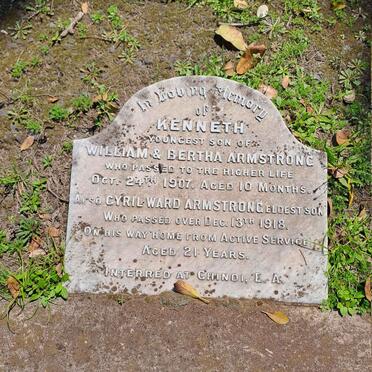 In Loving Memory
of
KENNETH
YOUNGEST SON OF
WILLIAM & BERTHA ARMSTRONG
WHO PASSED TO THE HIGHER LIFE
OCT. 24TH 1907. AGED 10 MONTHS.
ALSO CYRIL WARD ARMSTRONG ELDEST SON
WHO PASSED OVER DEC. 13TH 1918.
ON HIS WAY HOME FROM ACTIVE SERVICE
AGED 21 YEARS.
INTERRED AT CHINDI, E.A.